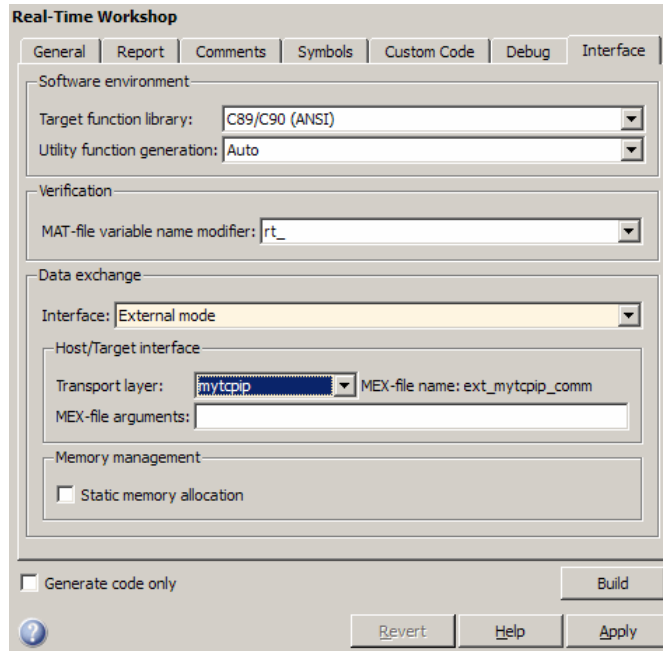 Real-Time Workshop
General Report Comments Symbols Custom Code Debug Interface
Software environment
Target function library: C89/C90 (ANSI)
Utility function generation: Auto
Verification
MAT-file variable name modifier: rt_
Data exchange
Interface: External mode
Host/Target interface
Transport layer: mytcpip MEX-file name: ext_mytcpip_comm
MEX-file arguments:
Memory management
Static memory allocation
Generate code only Build
? Revert Help Apply